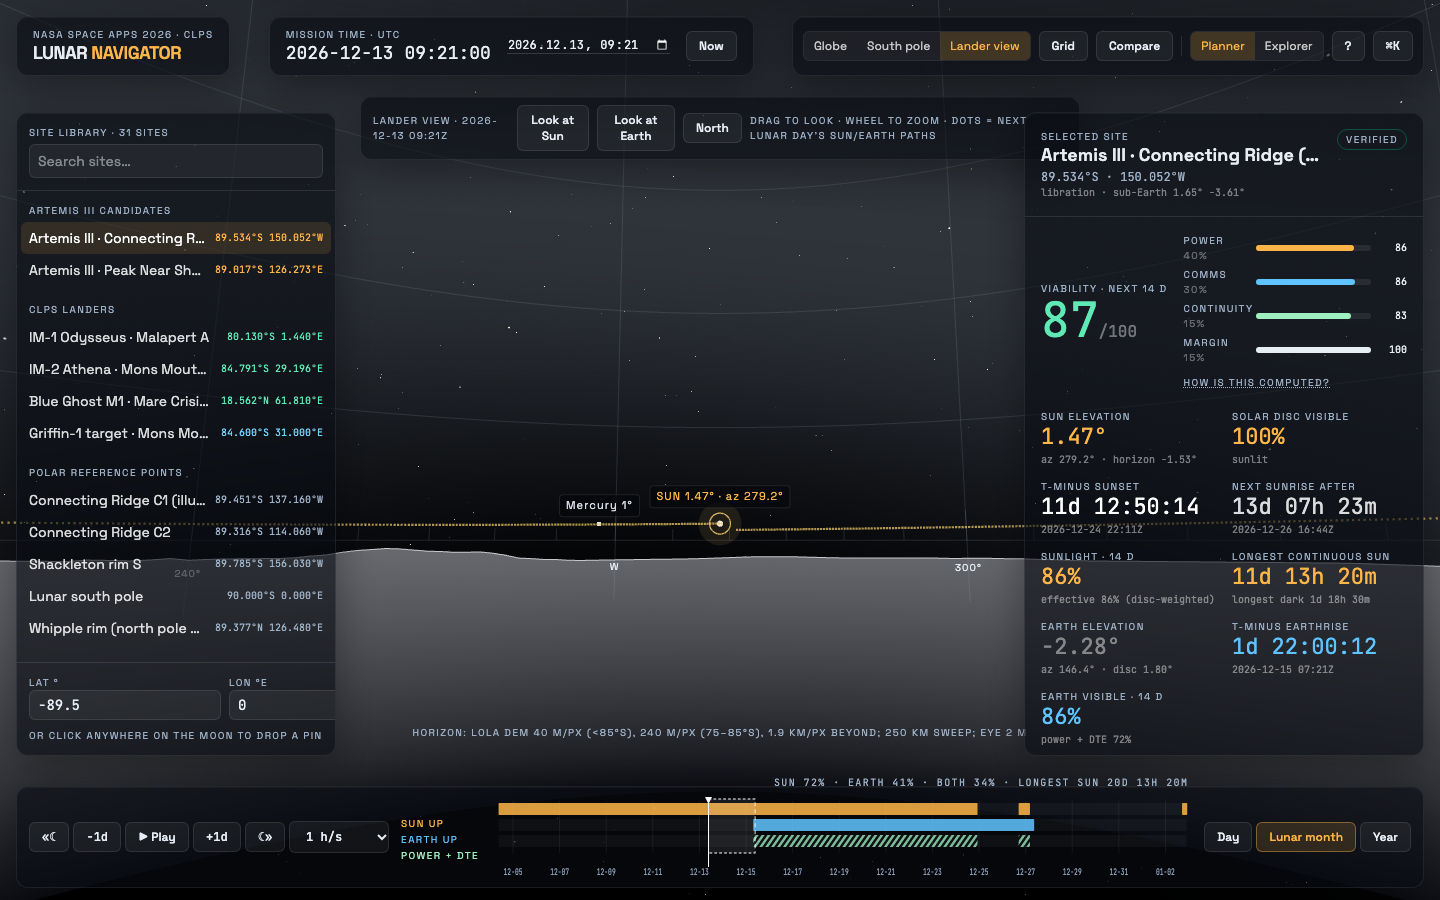 NASA SPACE APPS 2026 · CLPS
LUNAR NAVIGATOR
MISSION TIME · UTC
2026-12-13 09:21:00
2026.12.13, 09:21
Now
Globe
South pole
Lander view
Grid
Compare
Planner
Explorer
?
⌘K
LANDER VIEW · 2026-
12-13 09:21Z
Look at
Sun
Look at
Earth
North
DRAG TO LOOK · WHEEL TO ZOOM · DOTS = NEXT
LUNAR DAY'S SUN/EARTH PATHS
SITE LIBRARY · 31 SITES
Search sites…
ARTEMIS III CANDIDATES
Artemis III · Connecting R… 89.534°S 150.052°W
Artemis III · Peak Near Sh… 89.017°S 126.273°E
CLPS LANDERS
IM-1 Odysseus · Malapert A 80.130°S 1.440°E
IM-2 Athena · Mons Mout… 84.791°S 29.196°E
Blue Ghost M1 · Mare Crisi… 18.562°N 61.810°E
Griffin-1 target · Mons Mo… 84.600°S 31.000°E
POLAR REFERENCE POINTS
Connecting Ridge C1 (illu… 89.451°S 137.160°W
Connecting Ridge C2 89.316°S 114.060°W
Shackleton rim S 89.785°S 156.030°W
240°
Lunar south pole 90.000°S 0.000°E
Whipple rim (north pole … 89.377°N 126.480°E
LAT °
LON °E
-89.5
0
OR CLICK ANYWHERE ON THE MOON TO DROP A PIN
Mercury 1°
SUN 1.47° · az 279.2°
W
300°
HORIZON: LOLA DEM 40 M/PX (<85°S), 240 M/PX (75–85°S), 1.9 KM/PX BEYOND; 250 KM SWEEP; EYE 2 M
SELECTED SITE
VERIFIED
Artemis III · Connecting Ridge (…
89.534°S · 150.052°W
libration · sub-Earth 1.65° -3.61°
VIABILITY · NEXT 14 D
87/100
POWER
40%
86
COMMS
30%
86
CONTINUITY
15%
83
MARGIN
15%
100
HOW IS THIS COMPUTED?
SUN ELEVATION
1.47°
az 279.2° · horizon -1.53°
SOLAR DISC VISIBLE
100%
sunlit
T-MINUS SUNSET
11d 12:50:14
2026-12-24 22:11Z
NEXT SUNRISE AFTER
13d 07h 23m
2026-12-26 16:44Z
SUNLIGHT · 14 D
86%
effective 86% (disc-weighted)
LONGEST CONTINUOUS SUN
11d 13h 20m
longest dark 1d 18h 30m
EARTH ELEVATION
-2.28°
az 146.4° · disc 1.80°
T-MINUS EARTHRISE
1d 22:00:12
2026-12-15 07:21Z
EARTH VISIBLE · 14 D
86%
power + DTE 72%
SUN 72% · EARTH 41% · BOTH 34% · LONGEST SUN 20D 13H 20M
«☾
-1d
▶ Play
+1d
☾»
1 h/s
SUN UP
EARTH UP
POWER + DTE
12-05 12-07 12-09 12-11 12-13 12-15 12-17 12-19 12-21 12-23 12-25 12-27 12-29 12-31 01-02
Day
Lunar month
Year